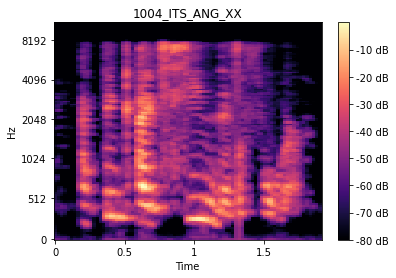 1004_ITS_ANG_XX
8192
4096
2048
1024
512
0
Hz
0
0.5
1
1.5
Time
-10 dB
-20 dB
-30 dB
-40 dB
-50 dB
-60 dB
-70 dB
-80 dB